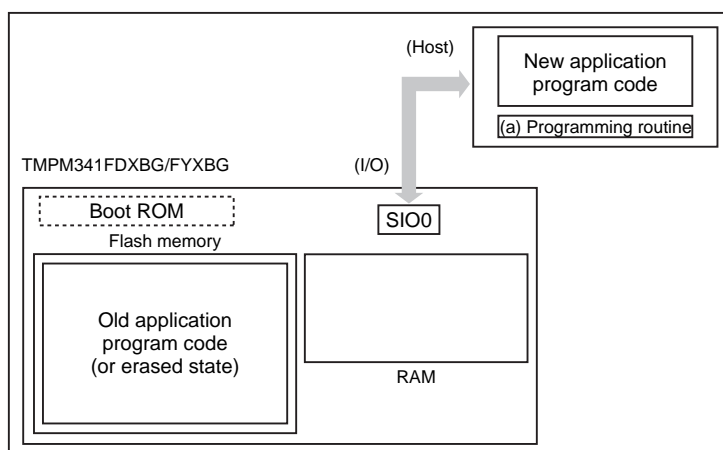 (Host)
New application
program code
(a) Programming routine
TMPM341FDXBG/FYXBG
(I/O)
Boot ROM
SIO0
Flash memory
Old application
program code
(or erased state)
RAM